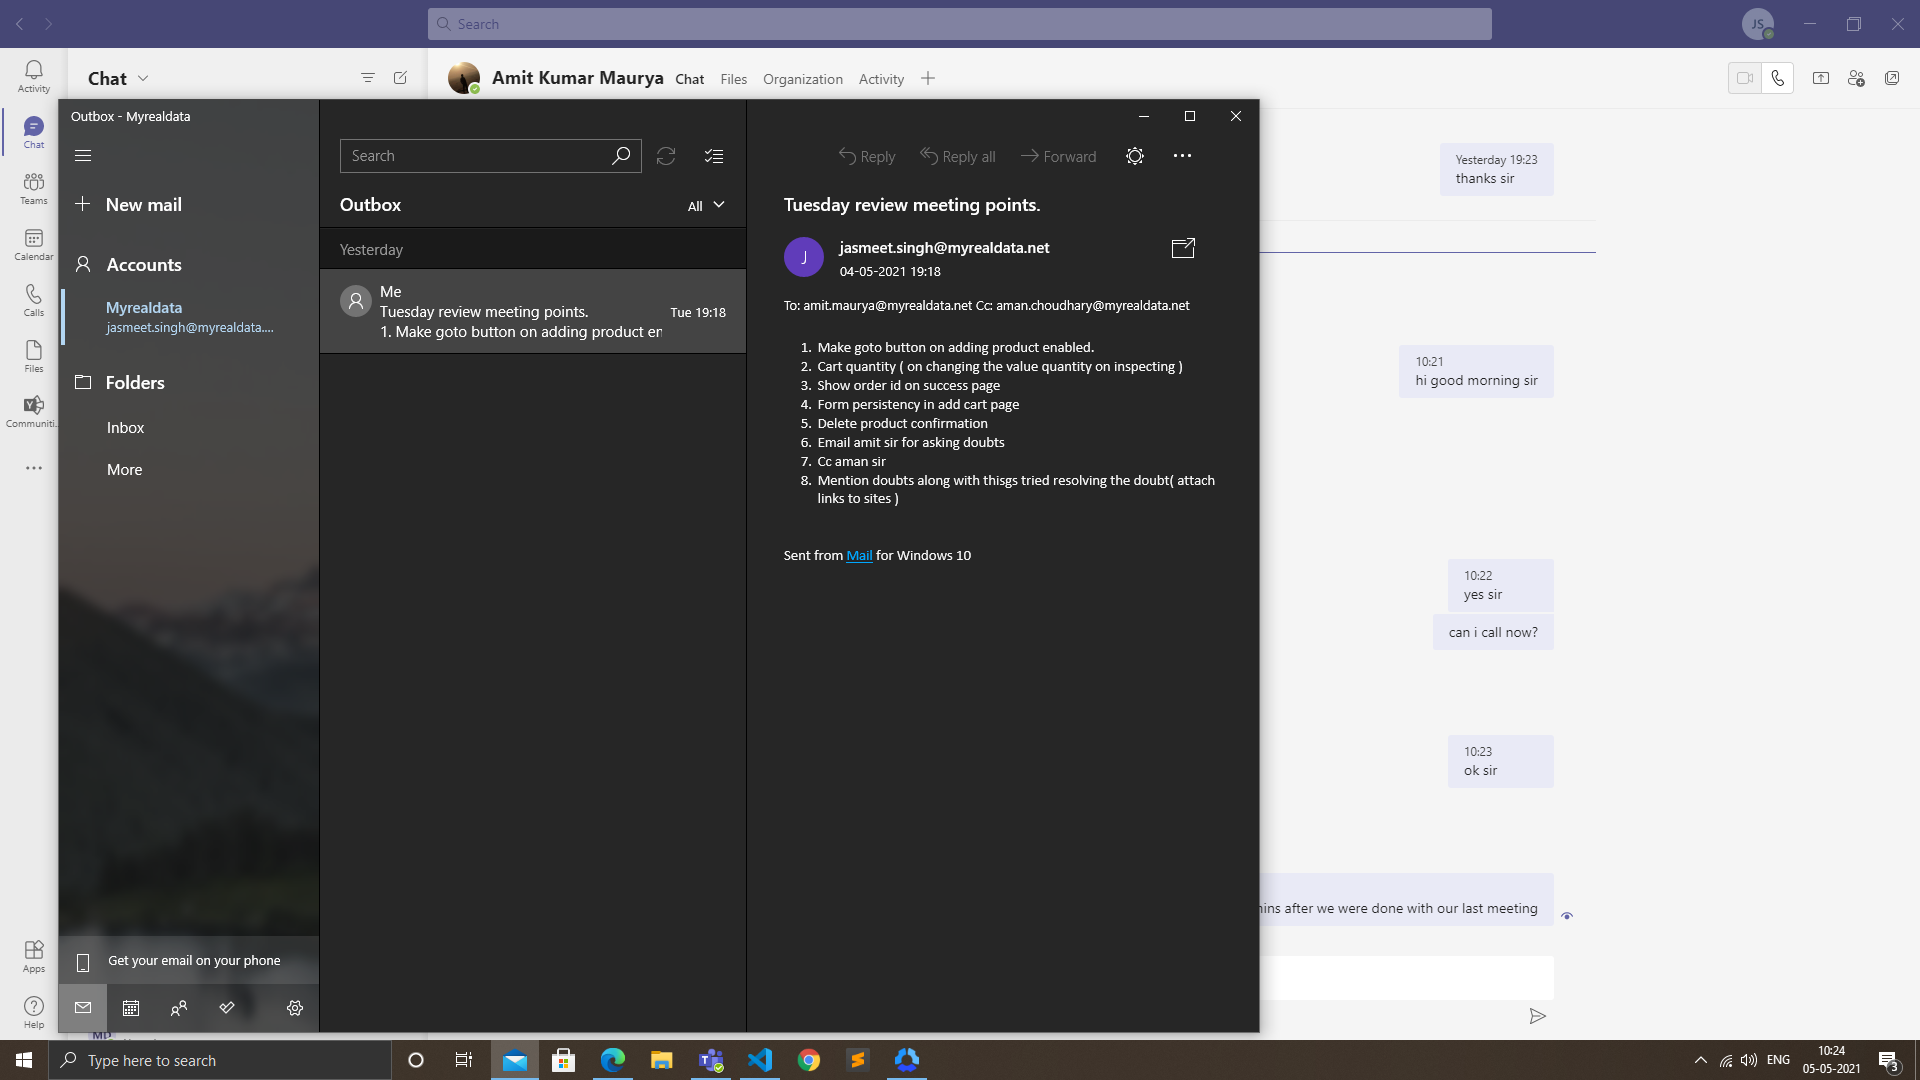 Search
JS
Activity
Chat
Teams
Calendar
Calls
Files
Communiti...
Apps
Help
Chat
Amit Kumar Maurya
Chat
Files
Organization
Activity
Outbox - Myrealdata
New mail
Accounts
Myrealdata
jasmeet.singh@myrealdata....
Folders
Inbox
More
Get your email on your phone
Search
Outbox
All
Yesterday
Me
Tuesday review meeting points.
Tue 19:18
1. Make goto button on adding product en
Reply
Reply all
Forward
Tuesday review meeting points.
J
jasmeet.singh@myrealdata.net
04-05-2021 19:18
To: amit.maurya@myrealdata.net Cc: aman.choudhary@myrealdata.net
1. Make goto button on adding product enabled.
2. Cart quantity ( on changing the value quantity on inspecting )
3. Show order id on success page
4. Form persistency in add cart page
5. Delete product confirmation
6. Email amit sir for asking doubts
7. Cc aman sir
8. Mention doubts along with thisgs tried resolving the doubt( attach
links to sites )
Sent from Mail for Windows 10
Yesterday 19:23
thanks sir
10:21
hi good morning sir
10:22
yes sir
can i call now?
10:23
ok sir
after we were done with our last meeting
Type here to search
ENG
10:24
05-05-2021
3